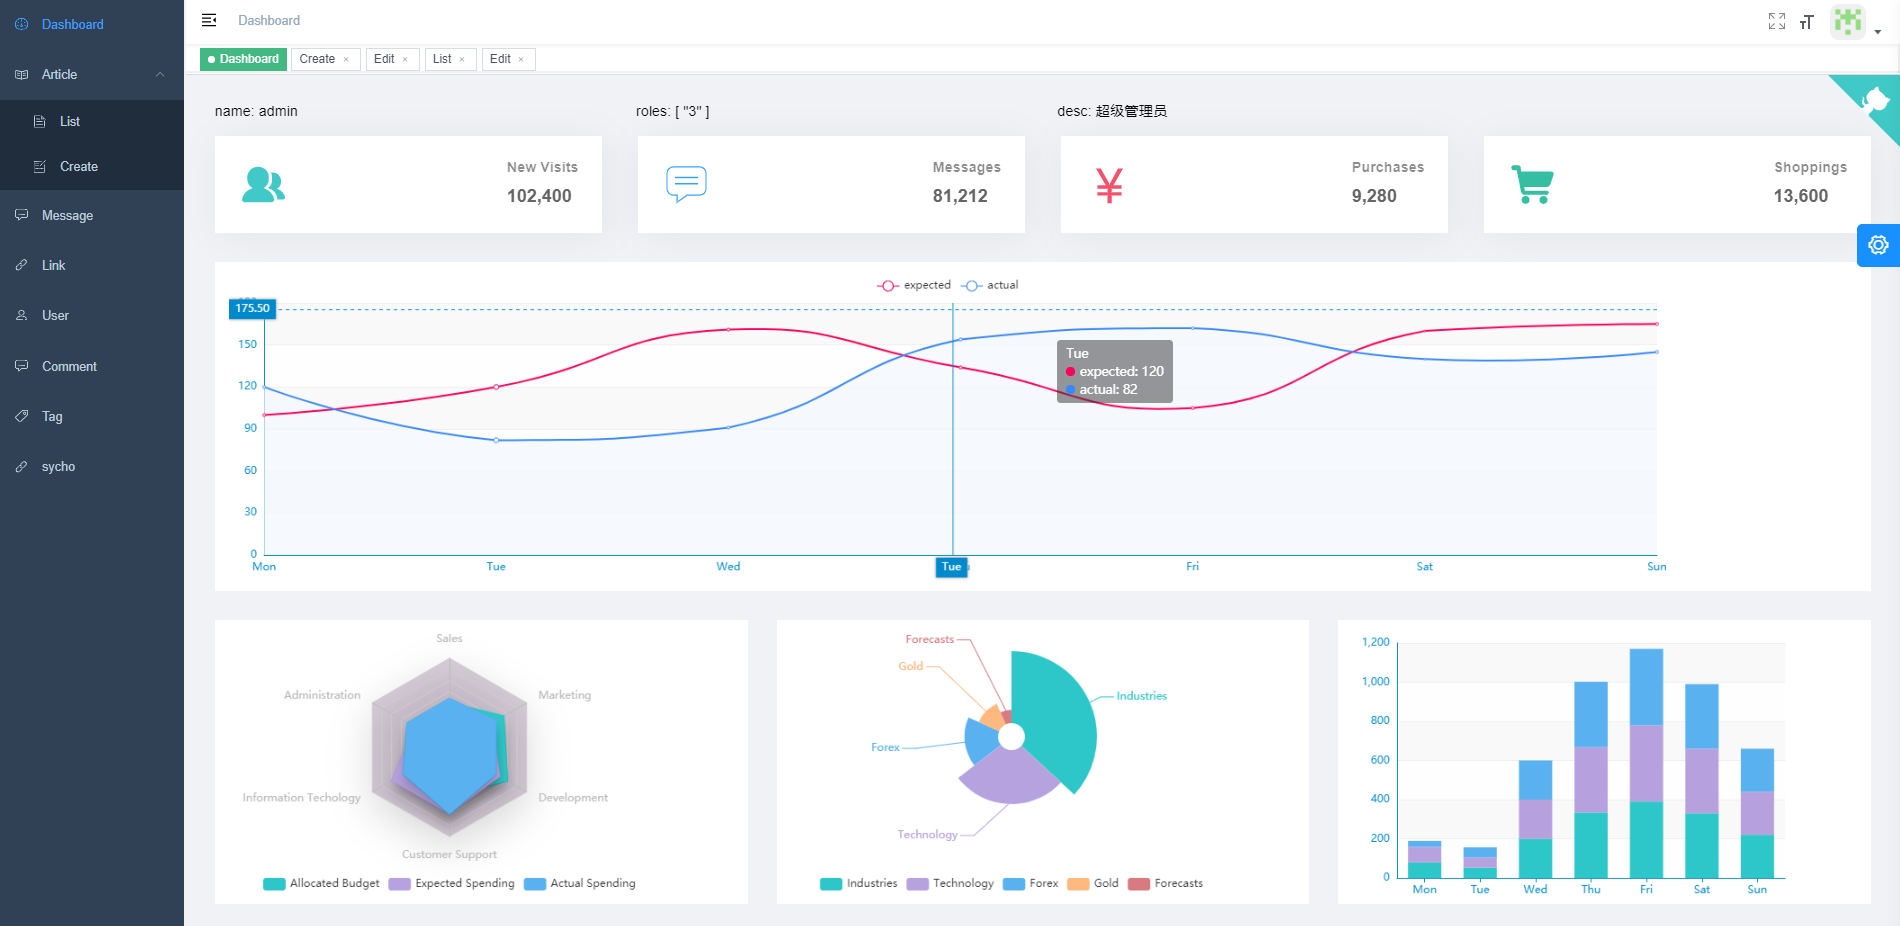 Dashboard
Article
List
Create
Message
Link
User
Comment
Tag
sycho
Dashboard
Dashboard
Create ×
Edit ×
List ×
Edit ×
name: admin
roles: [ "3" ]
desc: 超级管理员
New Visits
102,400
Messages
81,212
Purchases
9,280
Shoppings
13,600
expected
actual
175.50
150
120
90
60
30
0
Tue
expected: 120
actual: 82
Mon
Tue
Wed
Tue
Fri
Sat
Sun
Sales
Administration
Marketing
Information Techology
Development
Customer Support
Allocated Budget
Expected Spending
Actual Spending
Forecasts
Gold
Industries
Forex
Technology
Industries
Technology
Forex
Gold
Forecasts
1,200
1,000
800
600
400
200
0
Mon
Tue
Wed
Thu
Fri
Sat
Sun